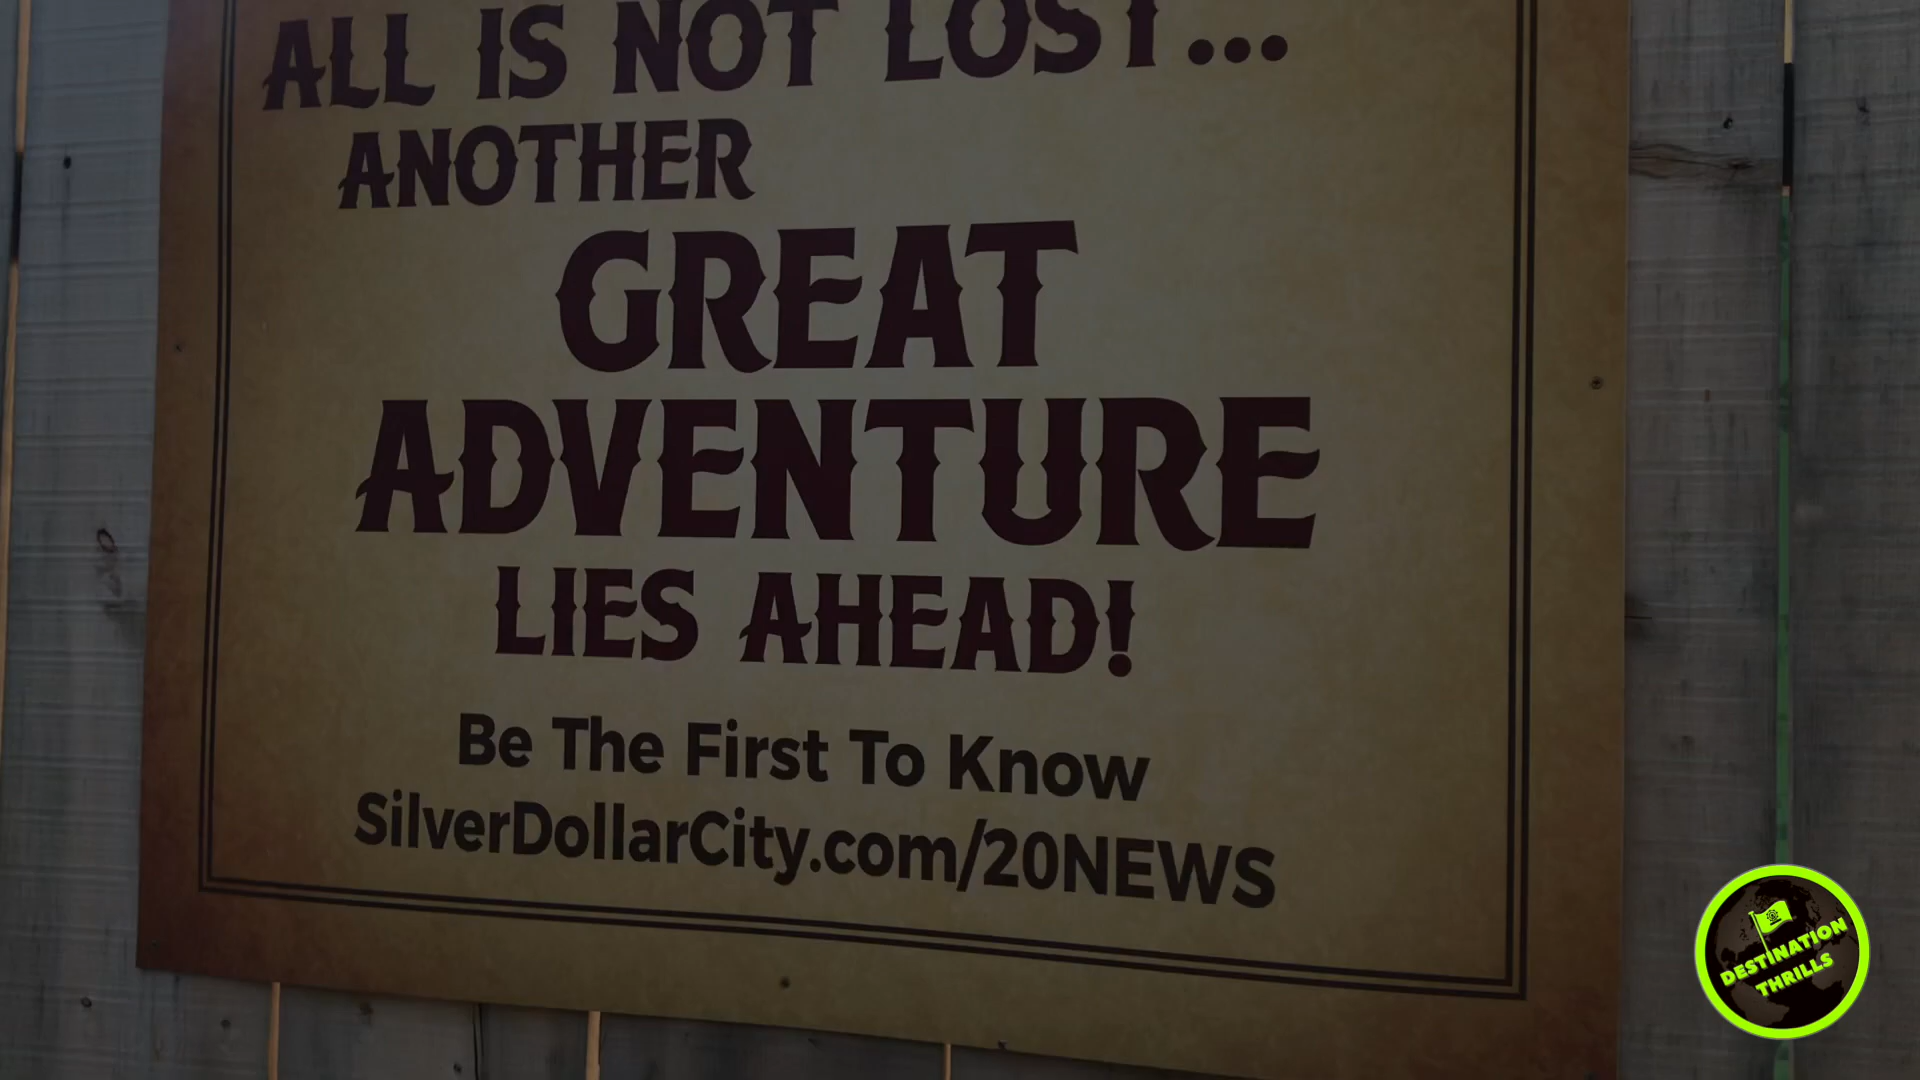 ALL IS NOT LOST...
ANOTHER
GREAT
ADVENTURE
LIES AHEAD!
Be The First To Know
SilverDollarCity.com/20NEWS
DESTINATION
THRILLS